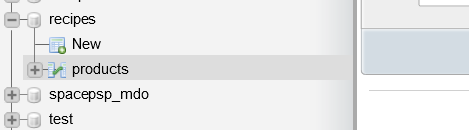 recipes
New
products
spacepsp_mdo
test